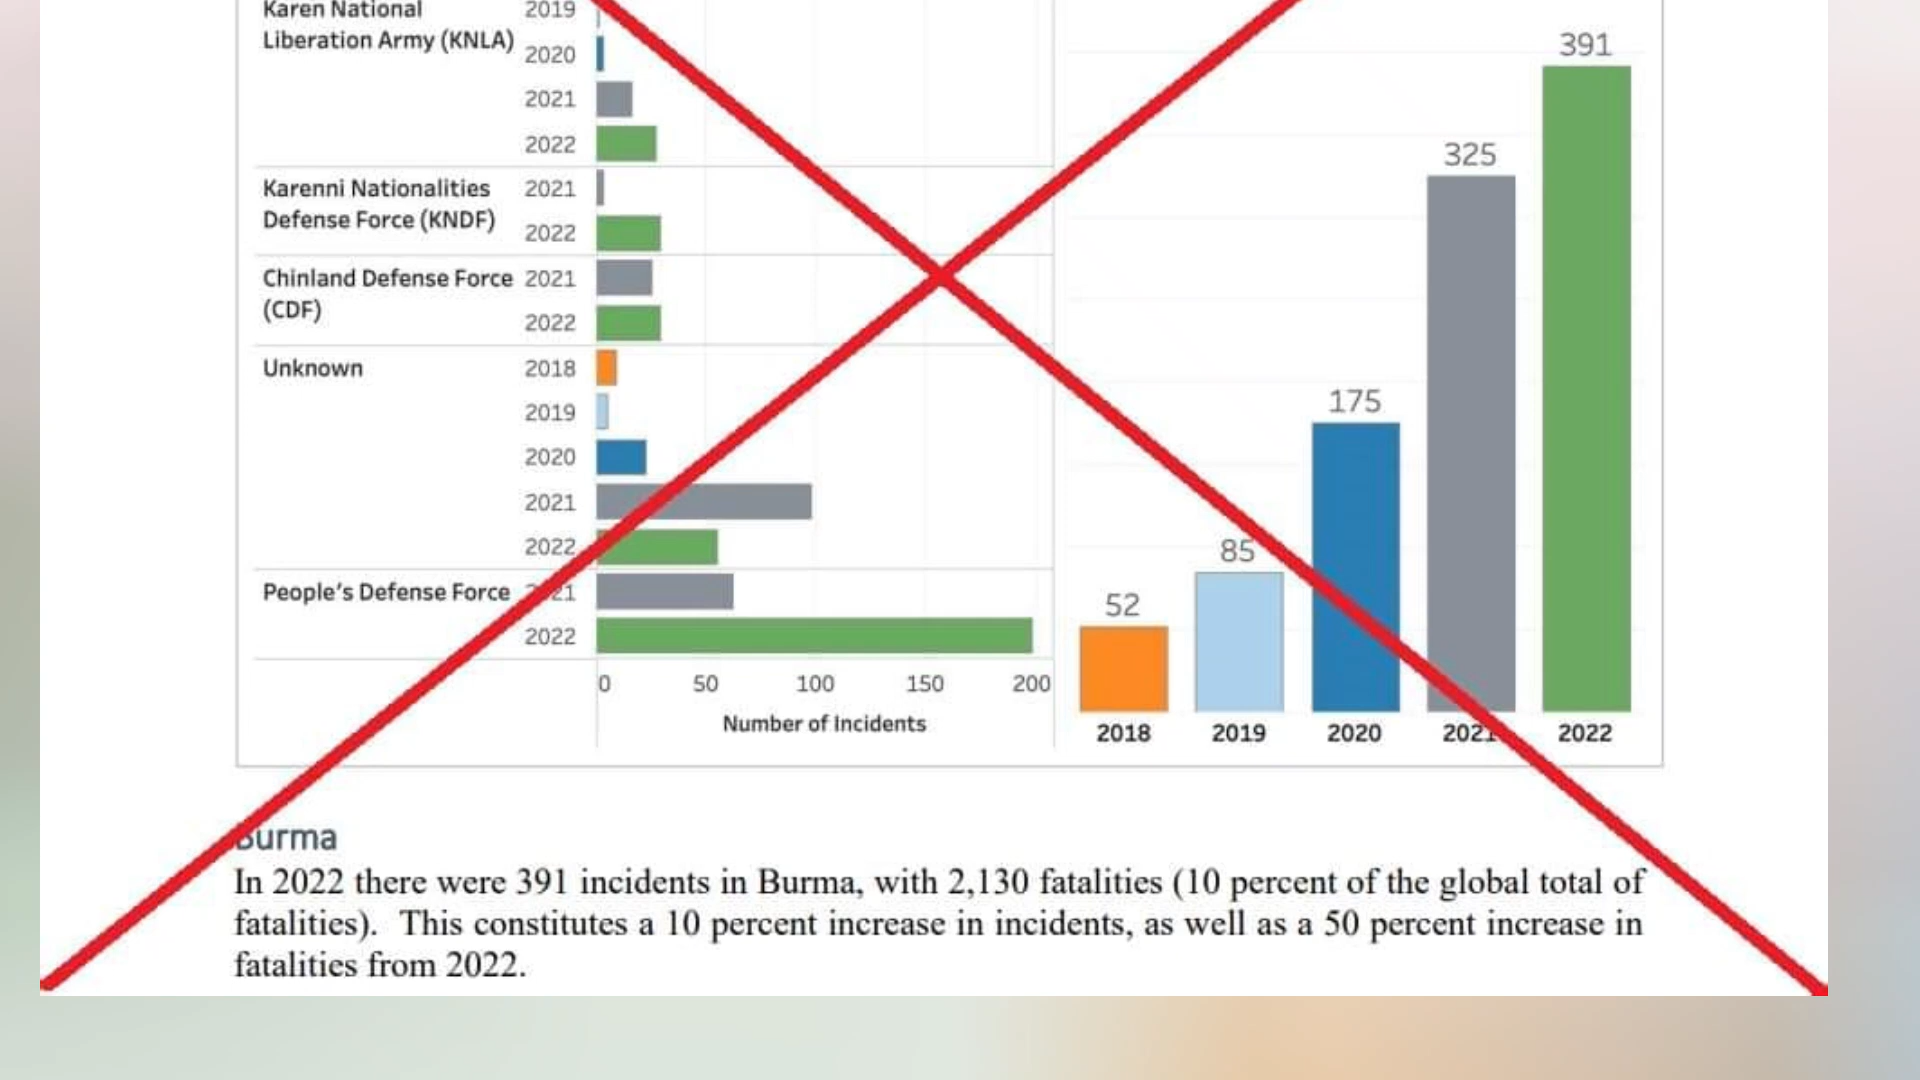 Karen National 2019
Liberation Army (KNLA)
2020
2021
2022
Karenni Nationalities 2021
Defense Force (KNDF)
2022
Chinland Defense Force 2021
(CDF)
2022
Unknown 2018
2019
2020
2021
2022
People's Defense Force 2021
2022
0 50 100 150 200
Number of Incidents
391
325
175
85
52
2018 2019 2020 2021 2022
Burma
In 2022 there were 391 incidents in Burma, with 2,130 fatalities (10 percent of the global total of
fatalities). This constitutes a 10 percent increase in incidents, as well as a 50 percent increase in
fatalities from 2022.